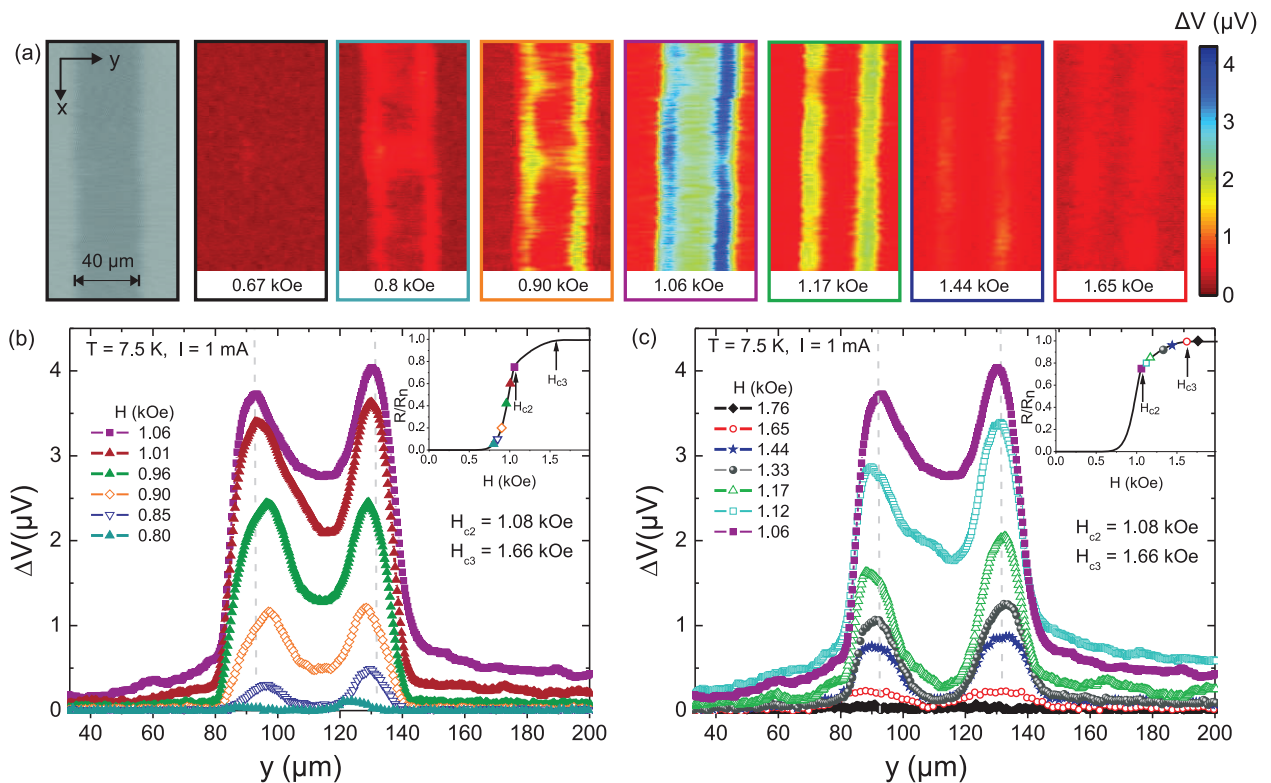 ΔV (µV)
(a)
y
x
40 µm
0.67 kOe
0.8 kOe
0.90 kOe
1.06 kOe
1.17 kOe
1.44 kOe
1.65 kOe
4
3
2
1
0
(b)
T = 7.5 K, I = 1 mA
H (kOe)
1.06
1.01
0.96
0.90
0.85
0.80
H_c2 = 1.08 kOe
H_c3 = 1.66 kOe
ΔV(µV)
4
3
2
1
0
40 60 80 100 120 140 160 180 200
y (µm)
R/Rn
1.0
0.8
0.6
0.4
0.2
0.0
0.0 0.5 1.0 1.5
H (kOe)
H_c2
H_c3
(c)
T = 7.5 K, I = 1 mA
H (kOe)
1.76
1.65
1.44
1.33
1.17
1.12
1.06
H_c2 = 1.08 kOe
H_c3 = 1.66 kOe
ΔV(µV)
4
3
2
1
0
40 60 80 100 120 140 160 180 200
y (µm)
R/Rn
1.0
0.8
0.6
0.4
0.2
0.0
0.0 0.5 1.0 1.5
H (kOe)
H_c2
H_c3